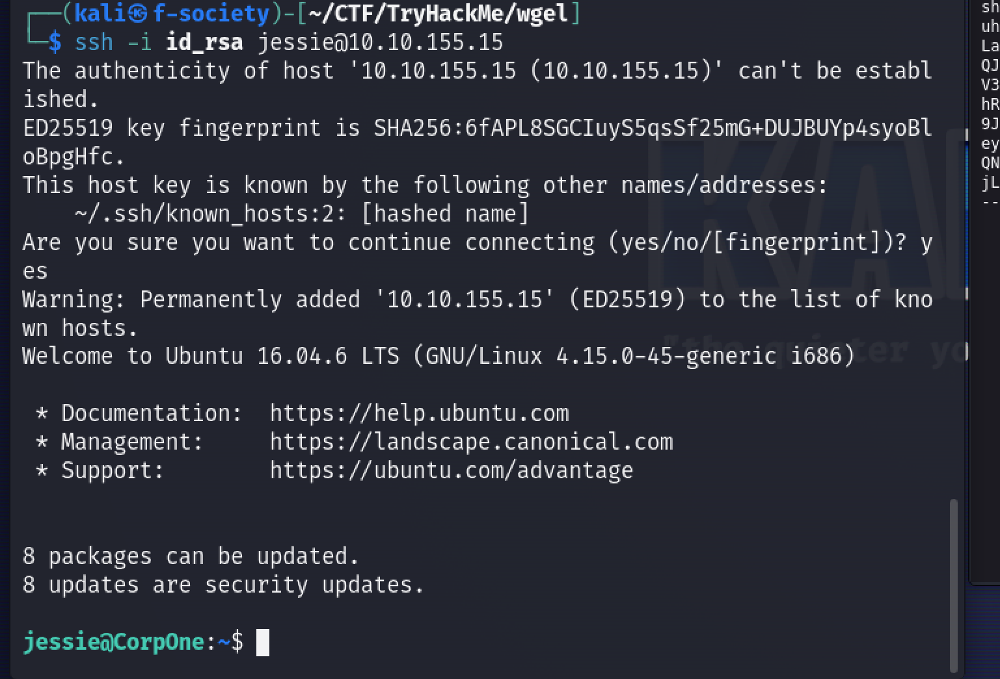 ┌──(kali㉿f-society)-[~/CTF/TryHackMe/wgel]
└─$ ssh -i id_rsa jessie@10.10.155.15
The authenticity of host '10.10.155.15 (10.10.155.15)' can't be establ
ished.
ED25519 key fingerprint is SHA256:6fAPL8SGCIuyS5qsSf25mG+DUJBUYp4syoBl
oBpgHfc.
This host key is known by the following other names/addresses:
    ~/.ssh/known_hosts:2: [hashed name]
Are you sure you want to continue connecting (yes/no/[fingerprint])? y
es
Warning: Permanently added '10.10.155.15' (ED25519) to the list of kno
wn hosts.
Welcome to Ubuntu 16.04.6 LTS (GNU/Linux 4.15.0-45-generic i686)
 * Documentation:  https://help.ubuntu.com
 * Management:     https://landscape.canonical.com
 * Support:        https://ubuntu.com/advantage
8 packages can be updated.
8 updates are security updates.
jessie@CorpOne:~$
sh
uh
La
QJ
V3
hR
9J
ey
QN
jL
--